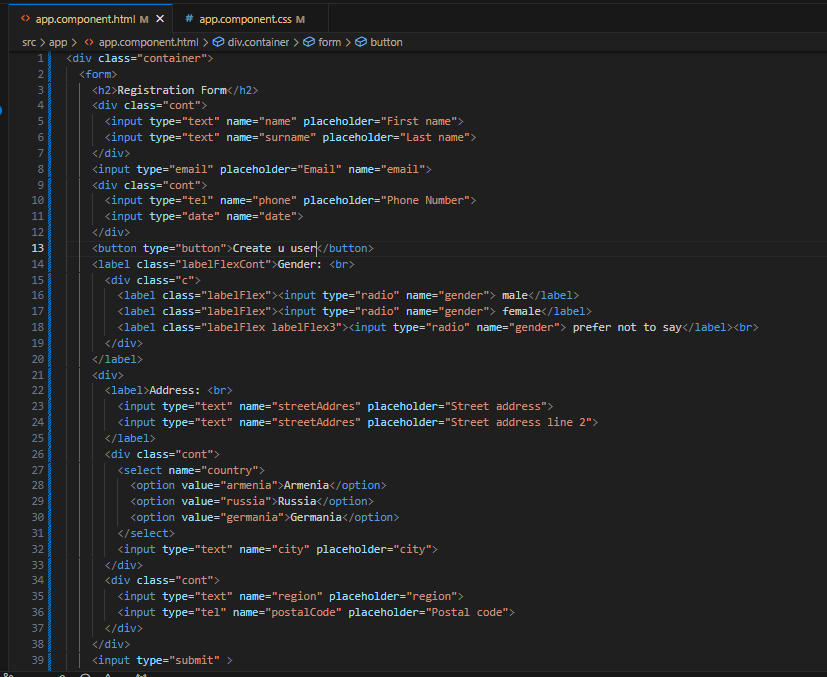 app.component.html M × # app.component.css M
src > app > app.component.html > div.container > form > button
1 <div class="container">
2 <form>
3 <h2>Registration Form</h2>
4 <div class="cont">
5 <input type="text" name="name" placeholder="First name">
6 <input type="text" name="surname" placeholder="Last name">
7 </div>
8 <input type="email" placeholder="Email" name="email">
9 <div class="cont">
10 <input type="tel" name="phone" placeholder="Phone Number">
11 <input type="date" name="date">
12 </div>
13 <button type="button">Create u user</button>
14 <label class="labelFlexCont">Gender: <br>
15 <div class="c">
16 <label class="labelFlex"><input type="radio" name="gender"> male</label>
17 <label class="labelFlex"><input type="radio" name="gender"> female</label>
18 <label class="labelFlex labelFlex3"><input type="radio" name="gender"> prefer not to say</label><br>
19 </div>
20 </label>
21 <div>
22 <label>Address: <br>
23 <input type="text" name="streetAddres" placeholder="Street address">
24 <input type="text" name="streetAddres" placeholder="Street address line 2">
25 </label>
26 <div class="cont">
27 <select name="country">
28 <option value="armenia">Armenia</option>
29 <option value="russia">Russia</option>
30 <option value="germania">Germania</option>
31 </select>
32 <input type="text" name="city" placeholder="city">
33 </div>
34 <div class="cont">
35 <input type="text" name="region" placeholder="region">
36 <input type="tel" name="postalCode" placeholder="Postal code">
37 </div>
38 </div>
39 <input type="submit" >